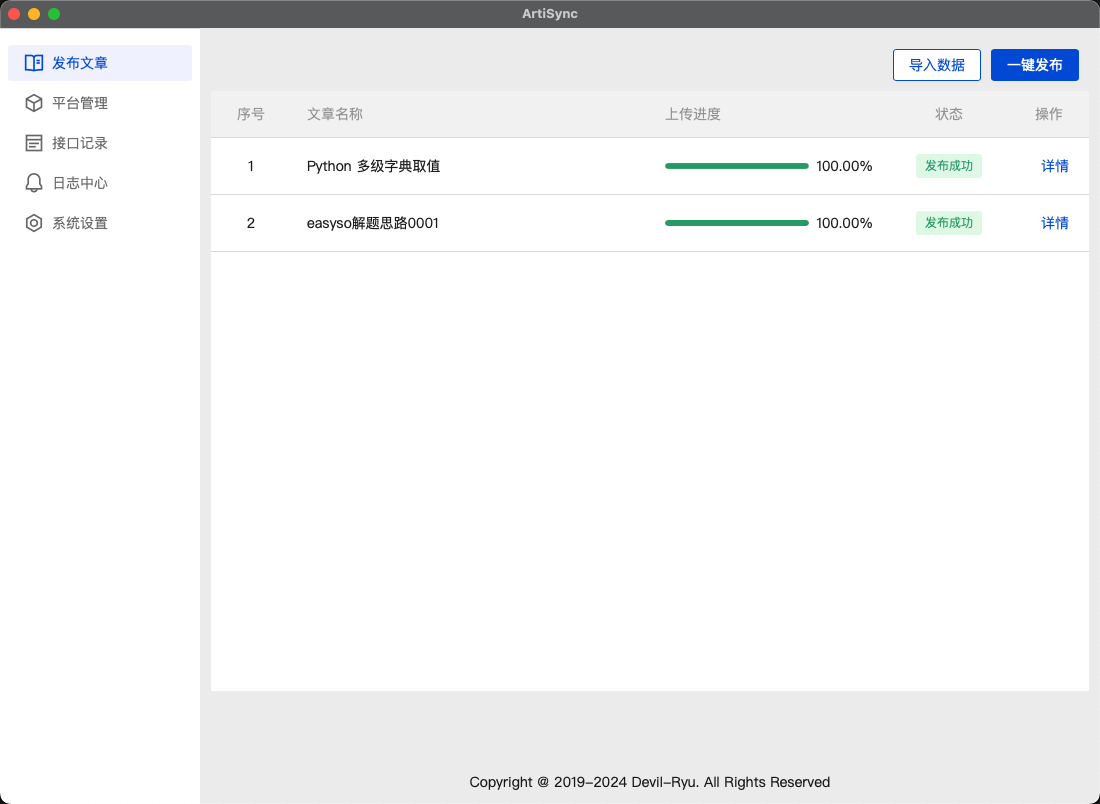 ArtiSync
发布文章
平台管理
接口记录
日志中心
系统设置
导入数据 一键发布
序号 文章名称 上传进度 状态 操作
1 Python 多级字典取值 100.00% 发布成功 详情
2 easyso解题思路0001 100.00% 发布成功 详情
Copyright @ 2019-2024 Devil-Ryu. All Rights Reserved